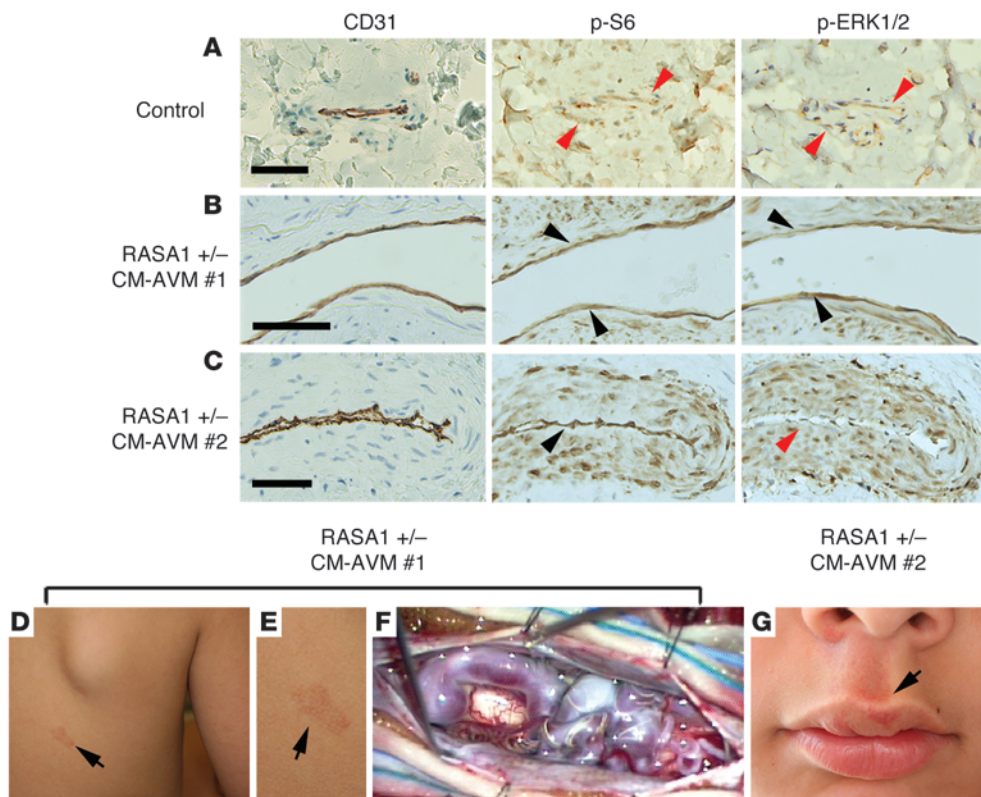 CD31 p-S6 p-ERK1/2
A
Control
B
RASA1 +/–
CM-AVM #1
C
RASA1 +/–
CM-AVM #2
RASA1 +/–
CM-AVM #1
RASA1 +/–
CM-AVM #2
D E F G